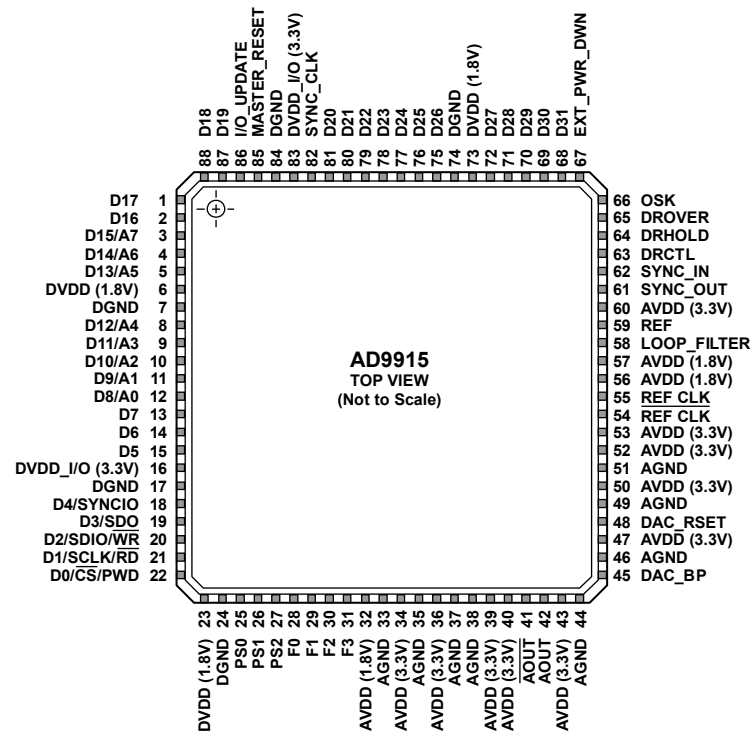 88 D18
87 D19
86 I/O_UPDATE
85 MASTER_RESET
84 DGND
83 DVDD_I/O (3.3V)
82 SYNC_CLK
81 D20
80 D21
79 D22
78 D23
77 D24
76 D25
75 D26
74 DGND
73 DVDD (1.8V)
72 D27
71 D28
70 D29
69 D30
68 D31
67 EXT_PWR_DWN
D17 1
D16 2
D15/A7 3
D14/A6 4
D13/A5 5
DVDD (1.8V) 6
DGND 7
D12/A4 8
D11/A3 9
D10/A2 10
D9/A1 11
D8/A0 12
D7 13
D6 14
D5 15
DVDD_I/O (3.3V) 16
DGND 17
D4/SYNCIO 18
D3/SDO 19
D2/SDIO/WR 20
D1/SCLK/RD 21
D0/CS/PWD 22
AD9915
TOP VIEW
(Not to Scale)
66 OSK
65 DROVER
64 DRHOLD
63 DRCTL
62 SYNC_IN
61 SYNC_OUT
60 AVDD (3.3V)
59 REF
58 LOOP_FILTER
57 AVDD (1.8V)
56 AVDD (1.8V)
55 REF CLK
54 REF CLK
53 AVDD (3.3V)
52 AVDD (3.3V)
51 AGND
50 AVDD (3.3V)
49 AGND
48 DAC_RSET
47 AVDD (3.3V)
46 AGND
45 DAC_BP
DVDD (1.8V) 23
DGND 24
PS0 25
PS1 26
PS2 27
F0 28
F1 29
F2 30
F3 31
AVDD (1.8V) 32
AGND 33
AVDD (3.3V) 34
AGND 35
AVDD (3.3V) 36
AGND 37
AGND 38
AVDD (3.3V) 39
AVDD (3.3V) 40
AOUT 41
AOUT 42
AVDD (3.3V) 43
AGND 44